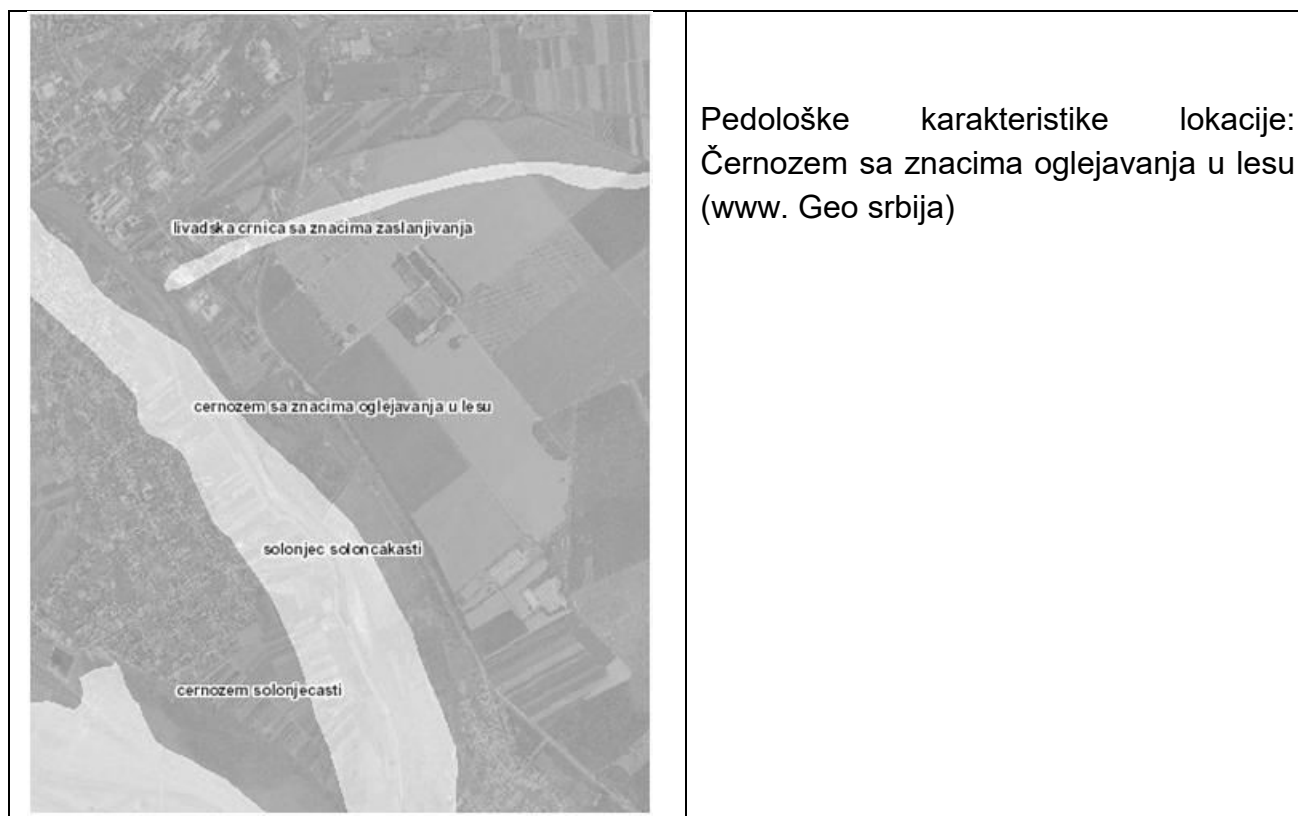 livadska crnica sa znacima zaslanjivanja
cernozem sa znacima oglejavanja u lesu
solonjec soloncakasti
cernozem solonjecasti
Pedološke karakteristike lokacije:
Černozem sa znacima oglejavanja u lesu
(www. Geo srbija)